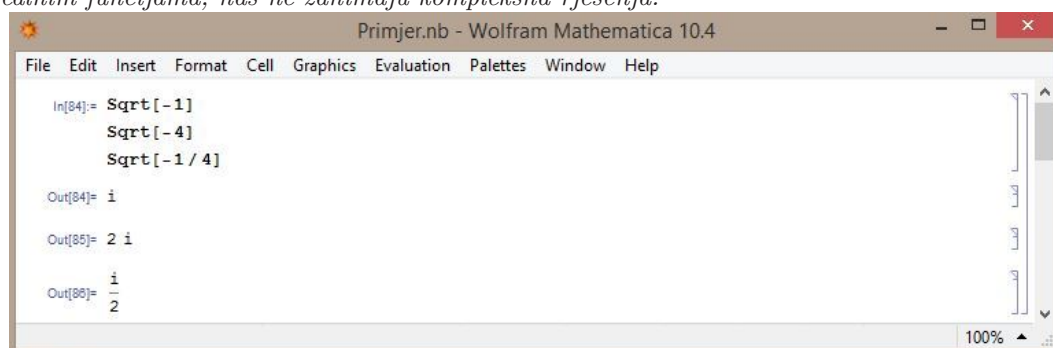 realnim funcijama, nas ne zanimaju kompleksna rješenja.
Primjer.nb - Wolfram Mathematica 10.4
File Edit Insert Format Cell Graphics Evaluation Palettes Window Help
In[84]:= Sqrt[-1]
Sqrt[-4]
Sqrt[-1/4]
Out[84]= i
Out[85]= 2 i
Out[86]= i/2
100%